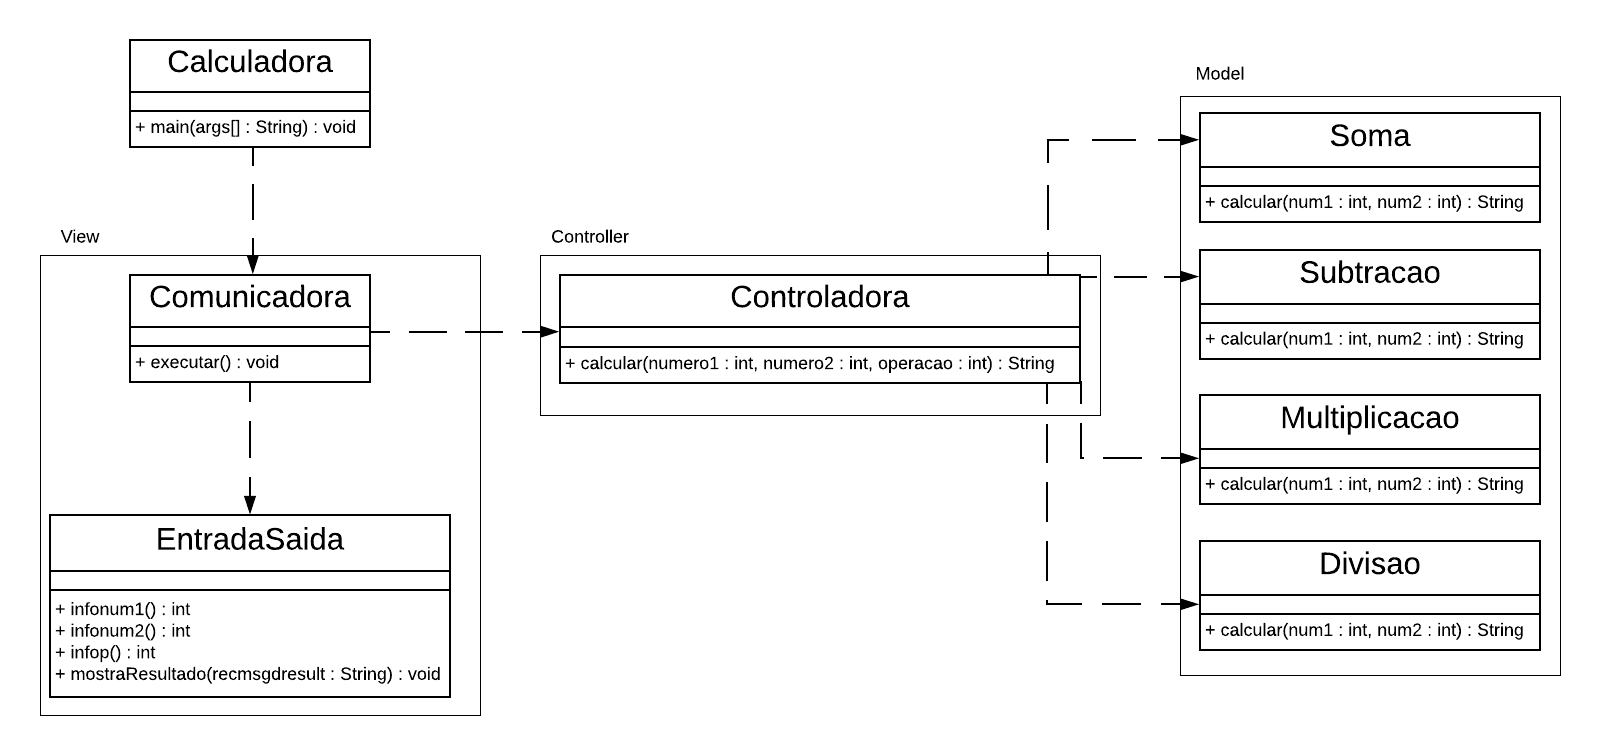 Calculadora
+ main(args[] : String) : void
View
Comunicadora
+ executar() : void
EntradaSaida
+ infonum1() : int
+ infonum2() : int
+ infop() : int
+ mostraResultado(recmsgdresult : String) : void
Controller
Controladora
+ calcular(numero1 : int, numero2 : int, operacao : int) : String
Model
Soma
+ calcular(num1 : int, num2 : int) : String
Subtracao
+ calcular(num1 : int, num2 : int) : String
Multiplicacao
+ calcular(num1 : int, num2 : int) : String
Divisao
+ calcular(num1 : int, num2 : int) : String